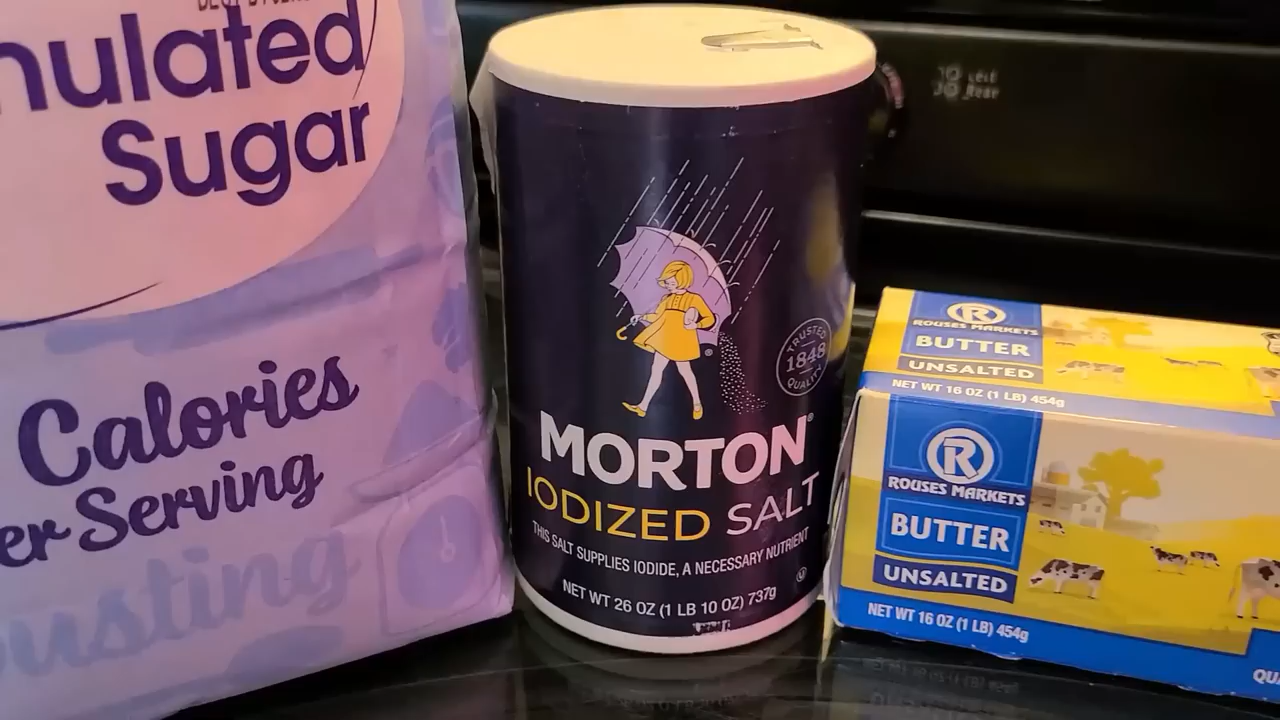 nulated
Sugar
Calories
er Serving
usting
TRUSTED
1848
QUALITY
MORTON®
IODIZED SALT
THIS SALT SUPPLIES IODIDE, A NECESSARY NUTRIENT
NET WT 26 OZ (1 LB 10 OZ) 737g
R
ROUSES MARKETS
BUTTER
UNSALTED
NET WT 16 OZ (1 LB) 454g
R
ROUSES MARKETS
BUTTER
UNSALTED
NET WT 16 OZ (1 LB) 454g
QUA